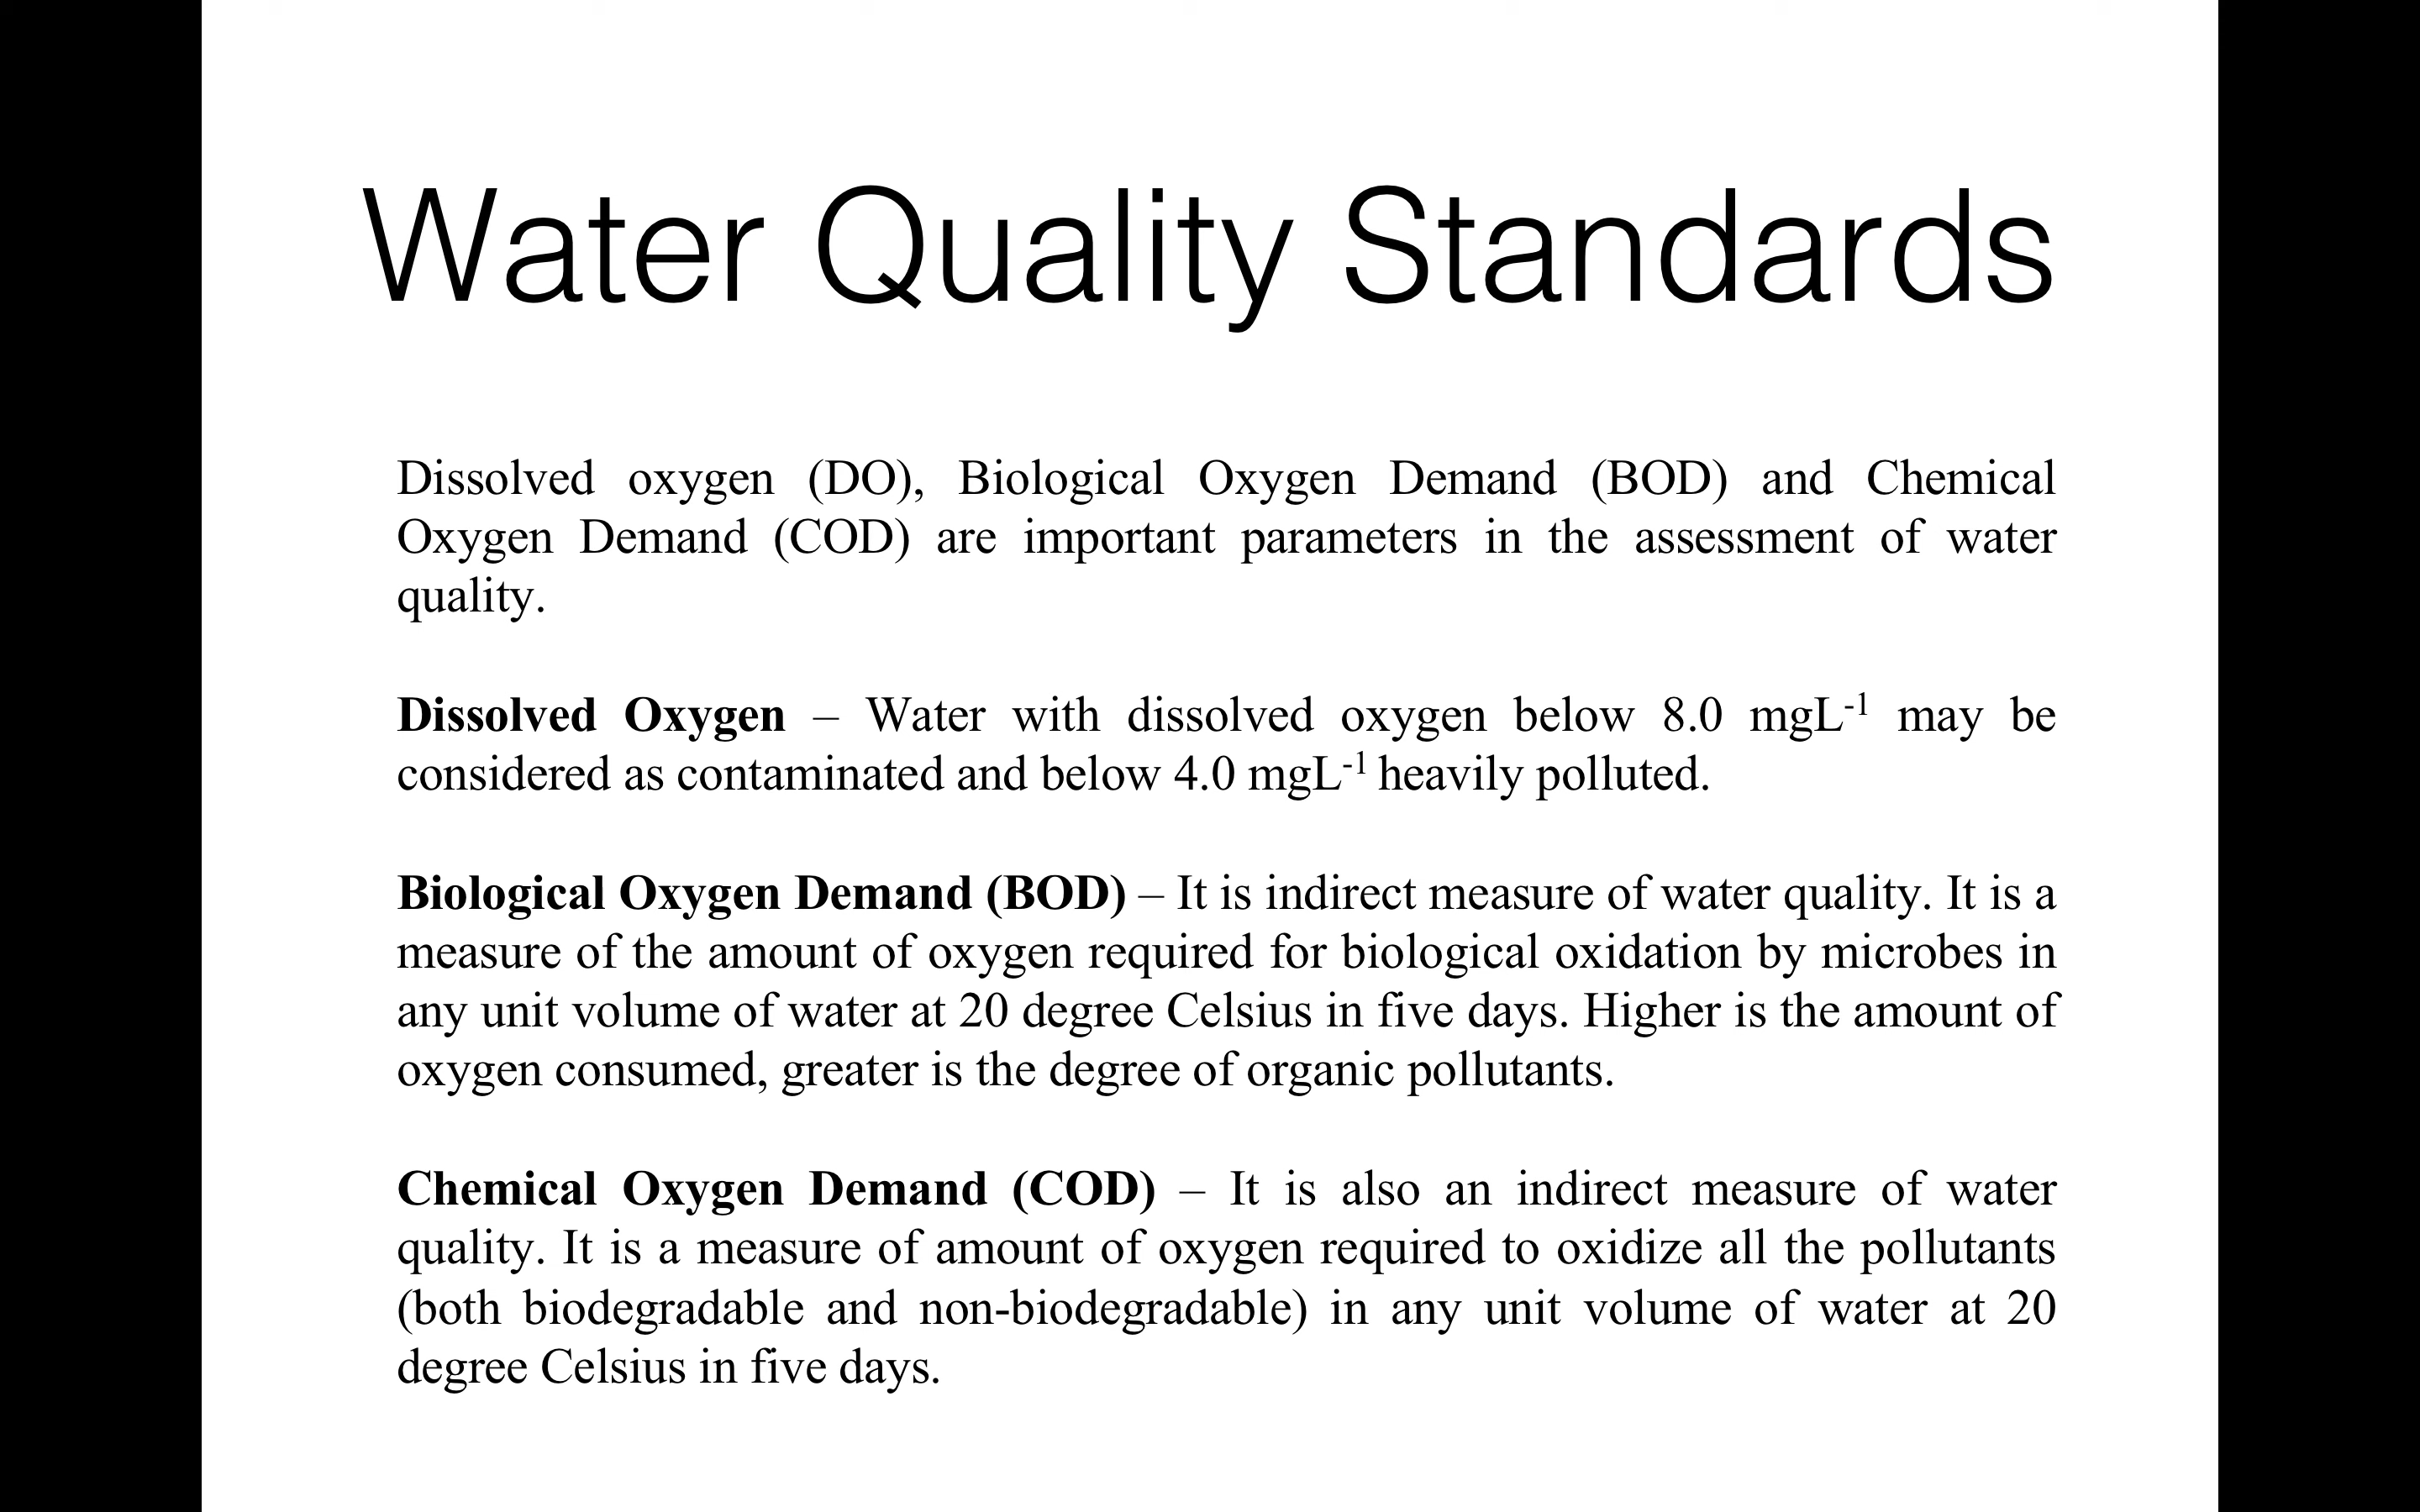 Water Quality Standards
Dissolved oxygen (DO), Biological Oxygen Demand (BOD) and Chemical
Oxygen Demand (COD) are important parameters in the assessment of water
quality.
Dissolved Oxygen – Water with dissolved oxygen below 8.0 mgL⁻¹ may be
considered as contaminated and below 4.0 mgL⁻¹ heavily polluted.
Biological Oxygen Demand (BOD) – It is indirect measure of water quality. It is a
measure of the amount of oxygen required for biological oxidation by microbes in
any unit volume of water at 20 degree Celsius in five days. Higher is the amount of
oxygen consumed, greater is the degree of organic pollutants.
Chemical Oxygen Demand (COD) – It is also an indirect measure of water
quality. It is a measure of amount of oxygen required to oxidize all the pollutants
(both biodegradable and non-biodegradable) in any unit volume of water at 20
degree Celsius in five days.